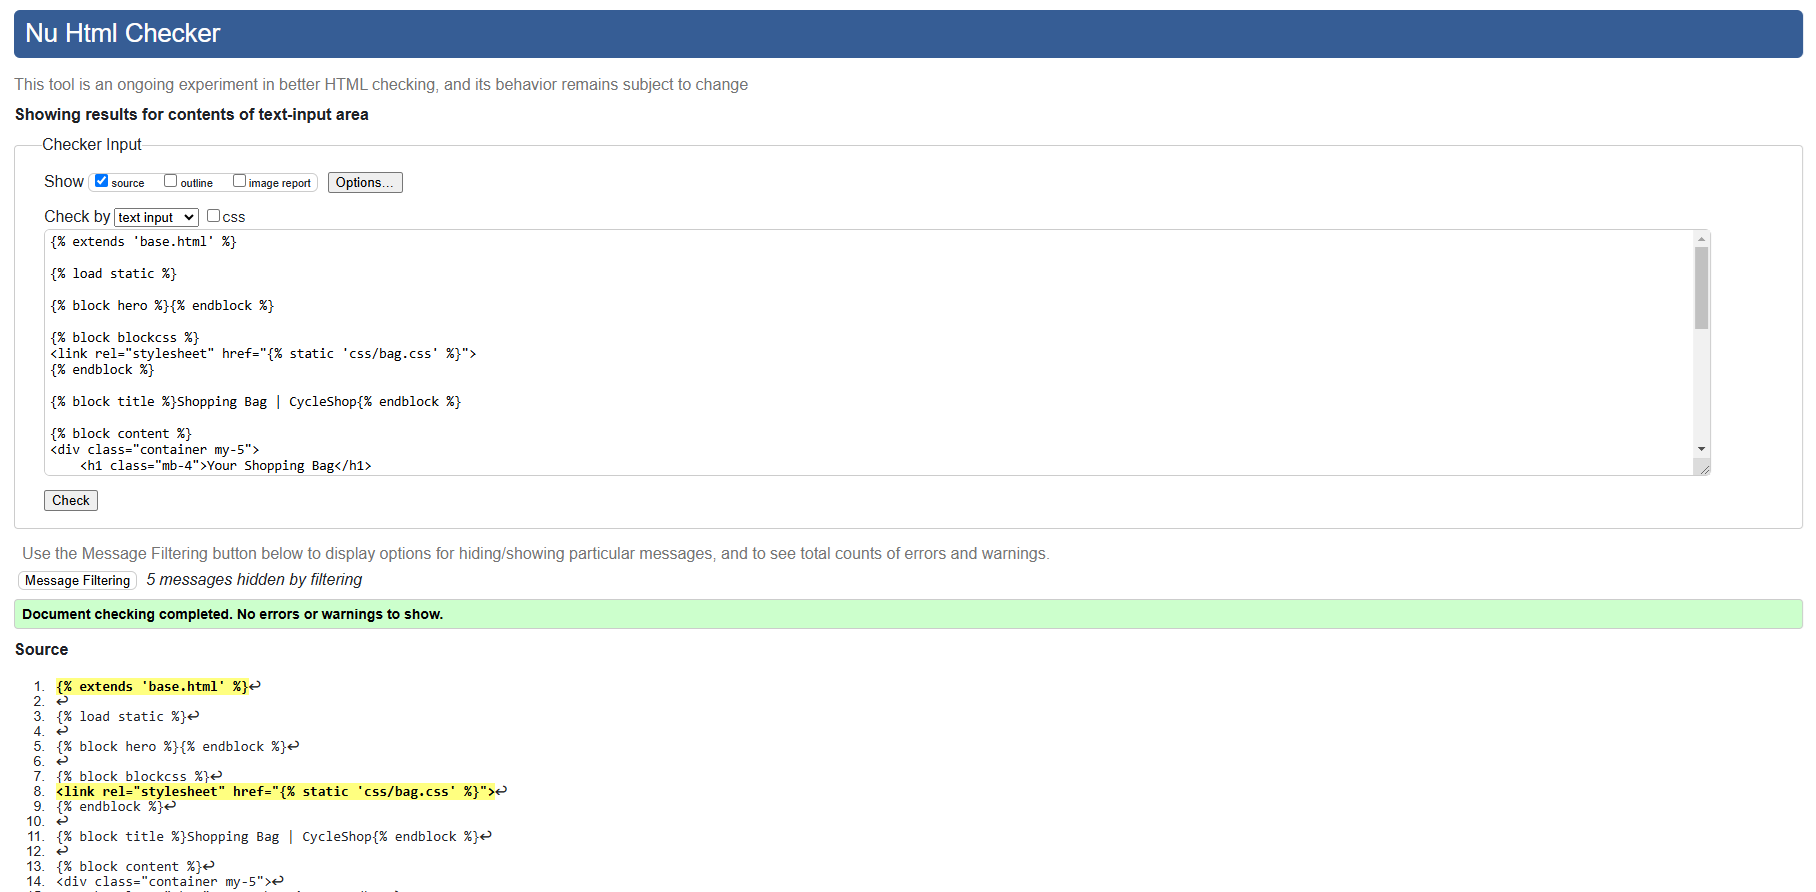 Nu Html Checker
This tool is an ongoing experiment in better HTML checking, and its behavior remains subject to change
Showing results for contents of text-input area
Checker Input
Show source outline image report Options...
Check by text input css
{% extends 'base.html' %}
{% load static %}
{% block hero %}{% endblock %}
{% block blockcss %}
<link rel="stylesheet" href="{% static 'css/bag.css' %}">
{% endblock %}
{% block title %}Shopping Bag | CycleShop{% endblock %}
{% block content %}
<div class="container my-5">
    <h1 class="mb-4">Your Shopping Bag</h1>
Check
Use the Message Filtering button below to display options for hiding/showing particular messages, and to see total counts of errors and warnings.
Message Filtering 5 messages hidden by filtering
Document checking completed. No errors or warnings to show.
Source
1. {% extends 'base.html' %}↩
2. ↩
3. {% load static %}↩
4. ↩
5. {% block hero %}{% endblock %}↩
6. ↩
7. {% block blockcss %}↩
8. <link rel="stylesheet" href="{% static 'css/bag.css' %}">↩
9. {% endblock %}↩
10. ↩
11. {% block title %}Shopping Bag | CycleShop{% endblock %}↩
12. ↩
13. {% block content %}↩
14. <div class="container my-5">↩